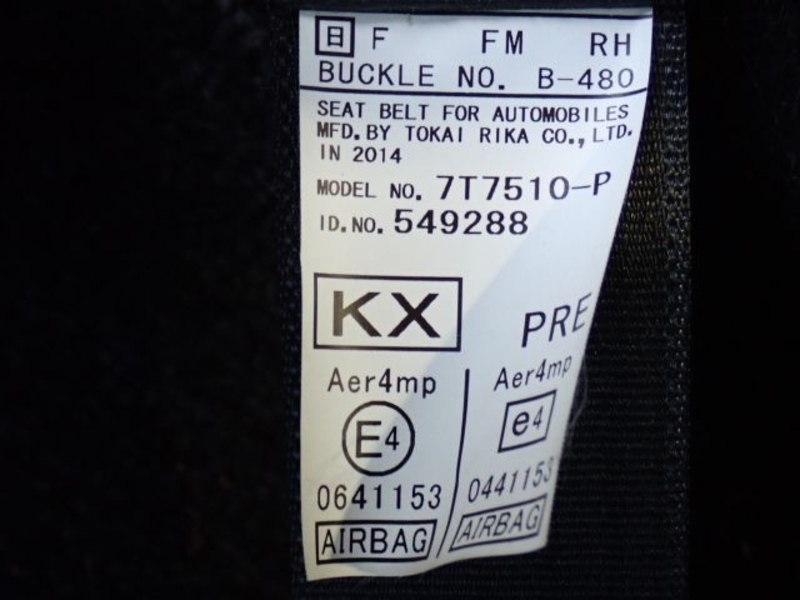 日 F FM RH
BUCKLE NO. B-480
SEAT BELT FOR AUTOMOBILES
MFD.BY TOKAI RIKA CO.,LTD.
IN 2014
MODEL NO. 7T7510-P
ID.NO. 549288
KX
PRE
Aer4mp
E4
0641153
AIRBAG
Aer4mp
e4
0441153
AIRBAG